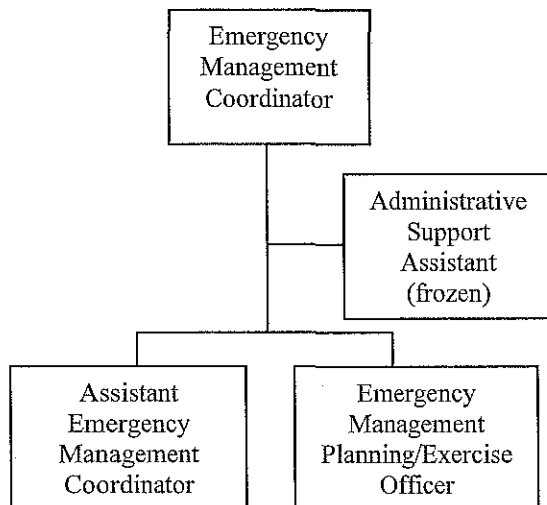 Emergency
Management
Coordinator
Administrative
Support
Assistant
(frozen)
Assistant
Emergency
Management
Coordinator
Emergency
Management
Planning/Exercise
Officer